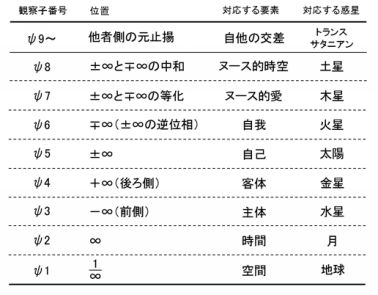 観察子番号 位置 対応する要素 対応する惑星
ψ9〜 他者側の元止揚 自他の交差 トランスサタニアン
ψ8 ±∞と∓∞の中和 ヌース的時空 土星
ψ7 ±∞と∓∞の等化 ヌース的愛 木星
ψ6 ∓∞(±∞の逆位相) 自我 火星
ψ5 ±∞ 自己 太陽
ψ4 +∞(後ろ側) 客体 金星
ψ3 −∞(前側) 主体 水星
ψ2 ∞ 時間 月
ψ1 1/∞ 空間 地球